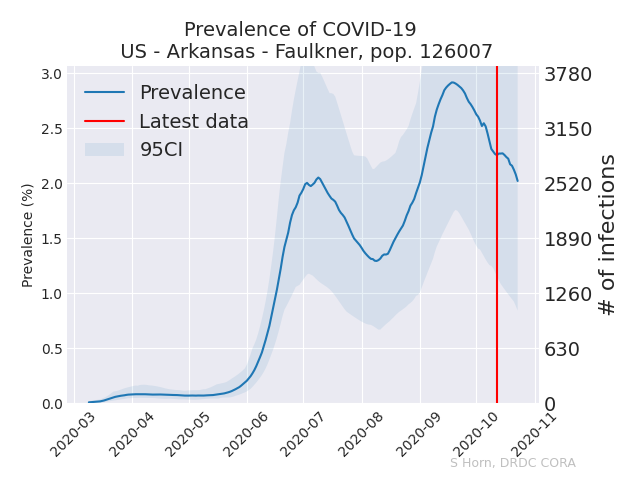 Prevalence of COVID-19
US - Arkansas - Faulkner, pop. 126007
Prevalence
Latest data
95CI
Prevalence (%)
3.0
2.5
2.0
1.5
1.0
0.5
0.0
3780
3150
2520
1890
1260
630
0
# of infections
2020-03
2020-04
2020-05
2020-06
2020-07
2020-08
2020-09
2020-10
2020-11
S Horn, DRDC CORA